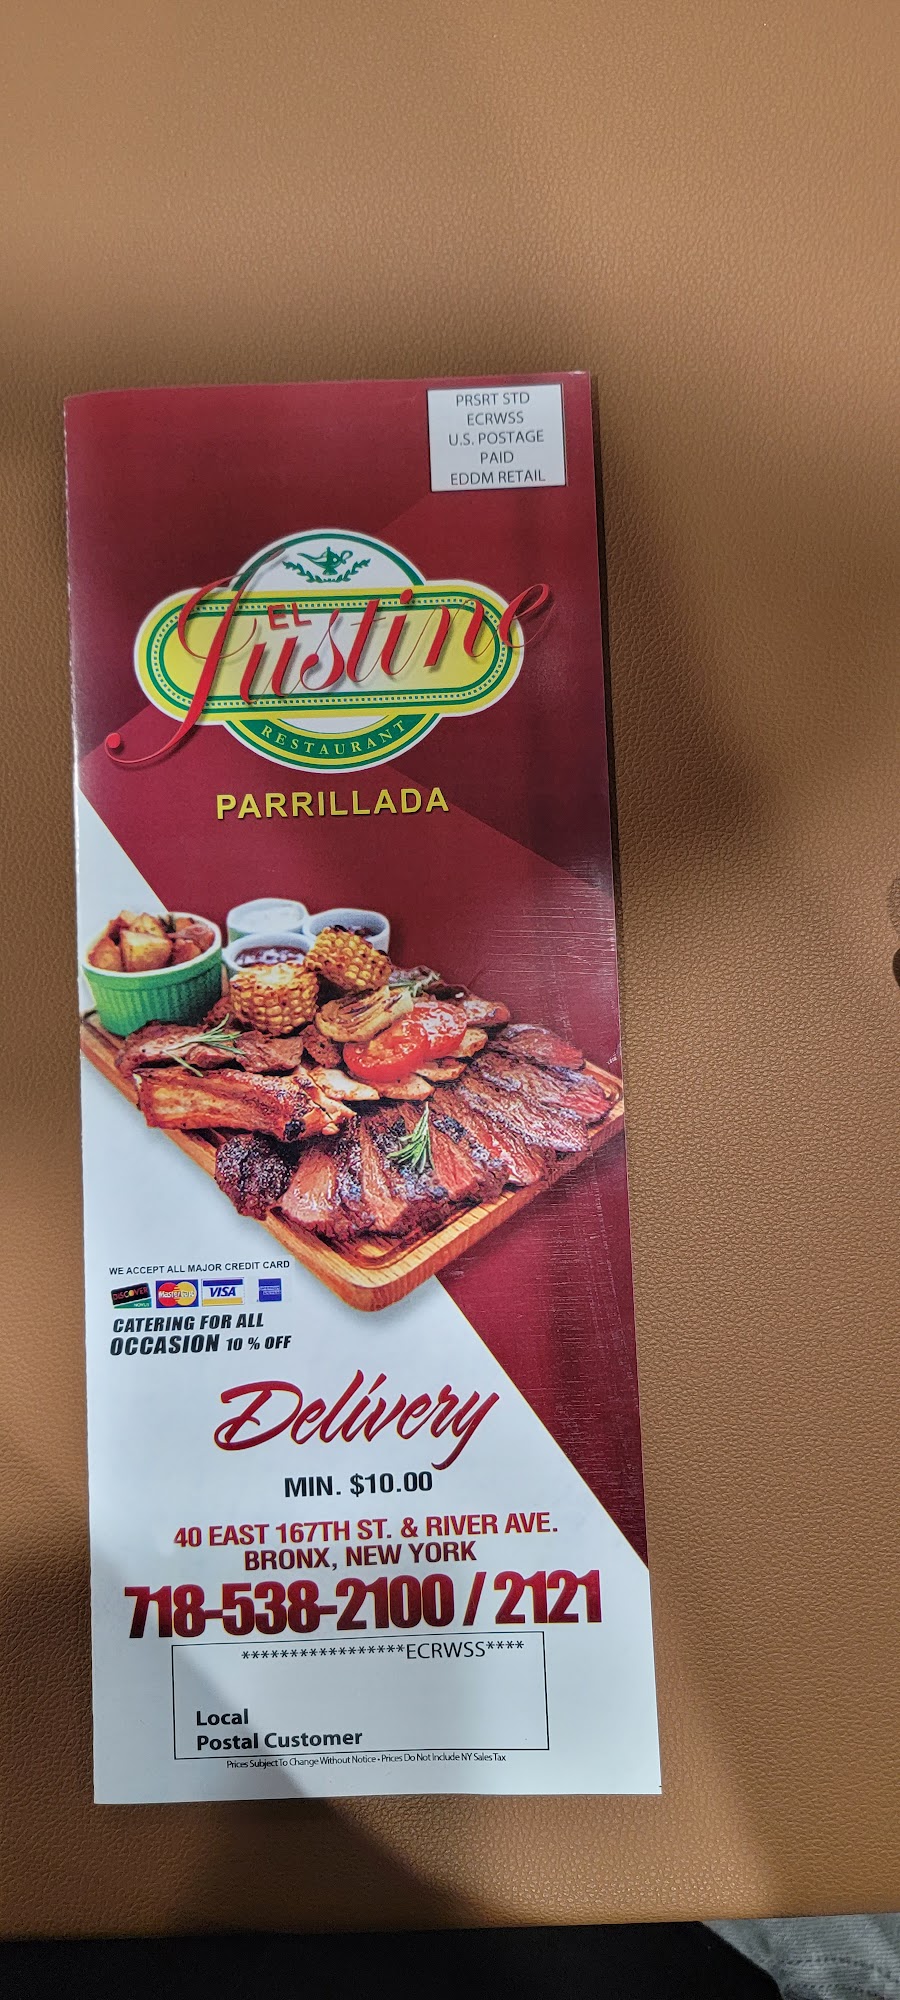 PRSRT STD
ECRWSS
U.S. POSTAGE
PAID
EDDM RETAIL
EL
Justine
RESTAURANT
PARRILLADA
WE ACCEPT ALL MAJOR CREDIT CARD
DISCOVER
MasterCard
VISA
CATERING FOR ALL
OCCASION 10 % OFF
Delivery
MIN. $10.00
40 EAST 167TH ST. & RIVER AVE.
BRONX, NEW YORK
718-538-2100 / 2121
*****************ECRWSS****
Local
Postal Customer
Prices Subject To Change Without Notice • Prices Do Not Include NY Sales Tax